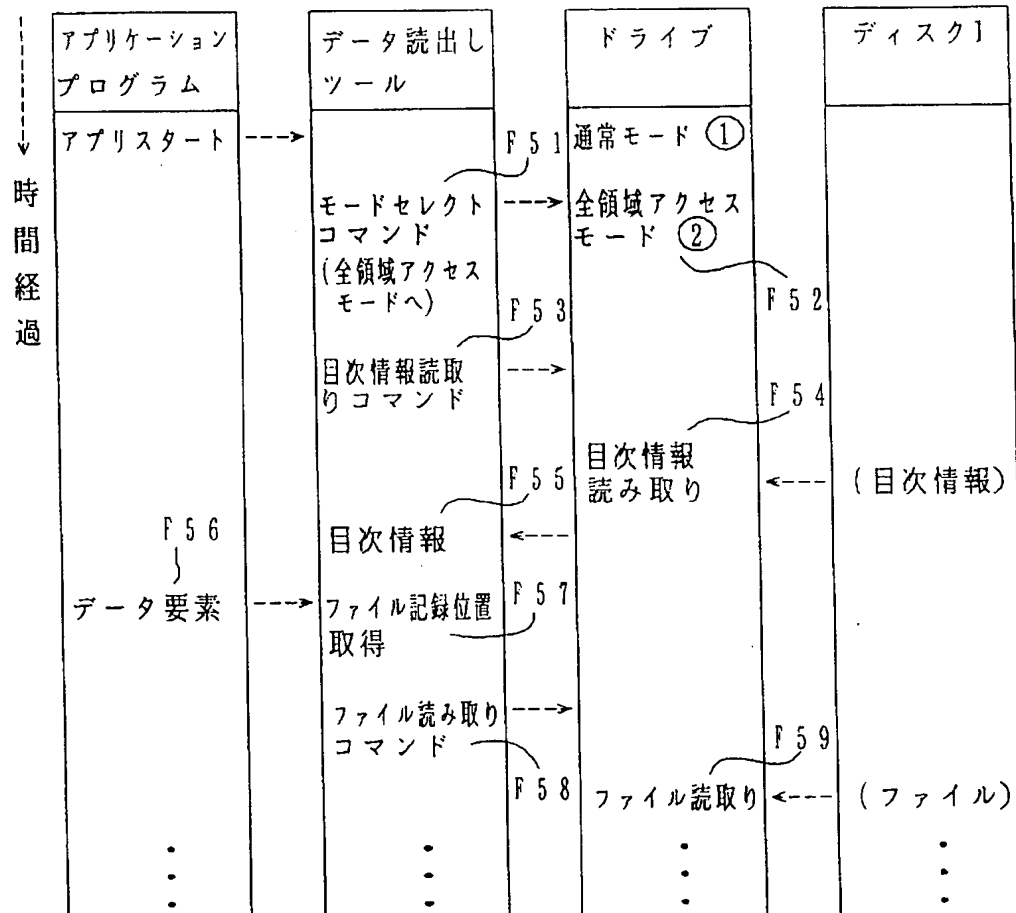 アプリケーション
プログラム
データ読出し
ツール
ドライブ
ディスク1
時間経過
アプリスタート
F51
通常モード ①
モードセレクト
コマンド
(全領域アクセス
モードへ)
全領域アクセス
モード ②
F52
F53
目次情報読取
りコマンド
F54
目次情報
読み取り
(目次情報)
F55
目次情報
F56
データ要素
F57
ファイル記録位置
取得
ファイル読み取り
コマンド
F58
F59
ファイル読取り
(ファイル)